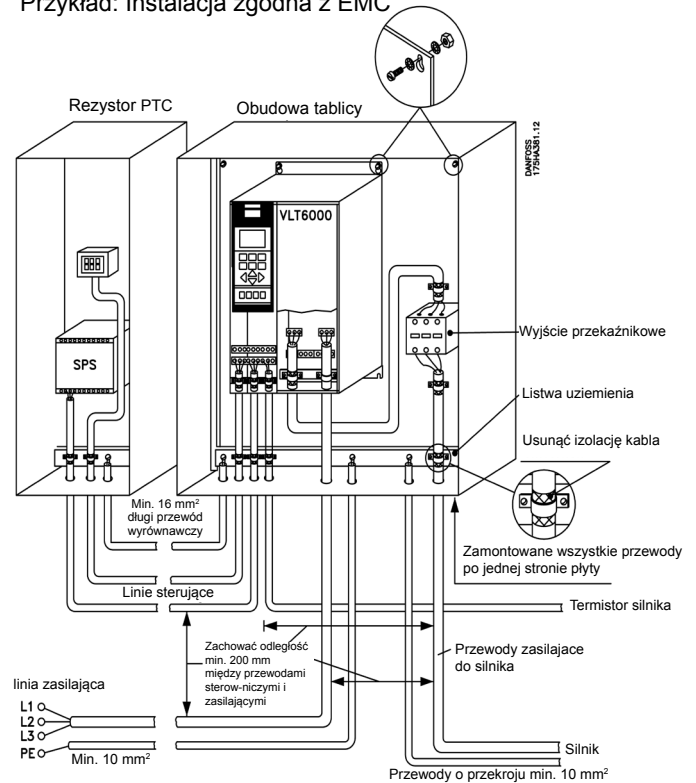 Przykład: Instalacja zgodna z EMC
Rezystor PTC
Obudowa tablicy
DANFOSS
175HA381.12
VLT6000
SPS
Wyjście przekaźnikowe
Listwa uziemienia
Usunąć izolację kabla
Min. 16 mm²
długi przewód
wyrównawczy
Zamontowane wszystkie przewody
po jednej stronie płyty
Linie sterujące
Termistor silnika
Zachować odległość
min. 200 mm
między przewodami
sterow-niczymi i
zasilającymi
Przewody zasilajace
do silnika
linia zasilająca
L1
L2
L3
PE
Min. 10 mm²
Silnik
Przewody o przekroju min. 10 mm²